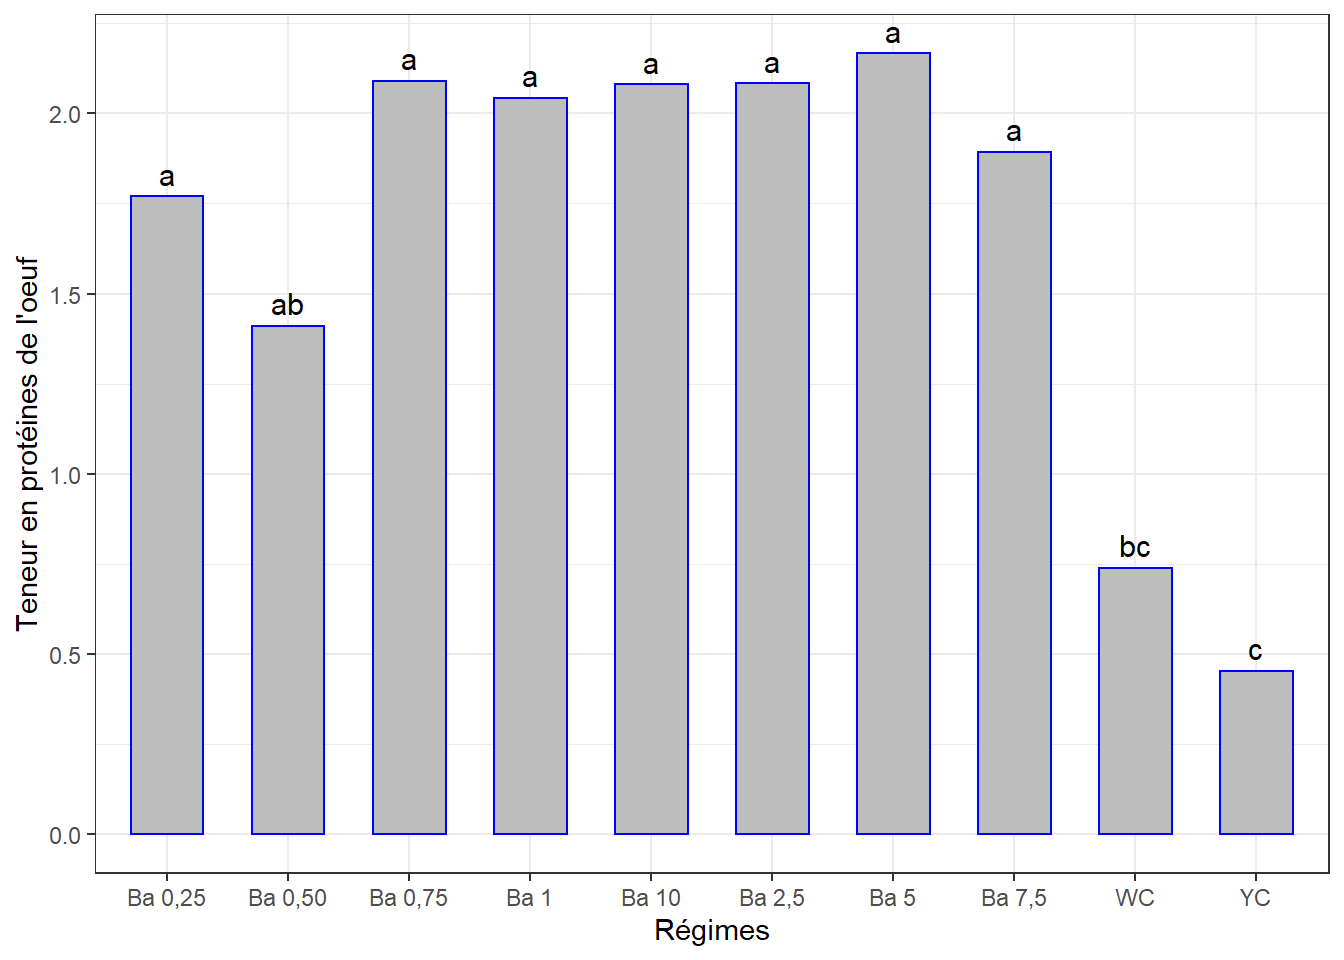 a
a
a
a
a
a
a
ab
bc
c
2.0
1.5
1.0
0.5
0.0
Teneur en protéines de l'oeuf
Ba 0,25 Ba 0,50 Ba 0,75 Ba 1 Ba 10 Ba 2,5 Ba 5 Ba 7,5 WC YC
Régimes